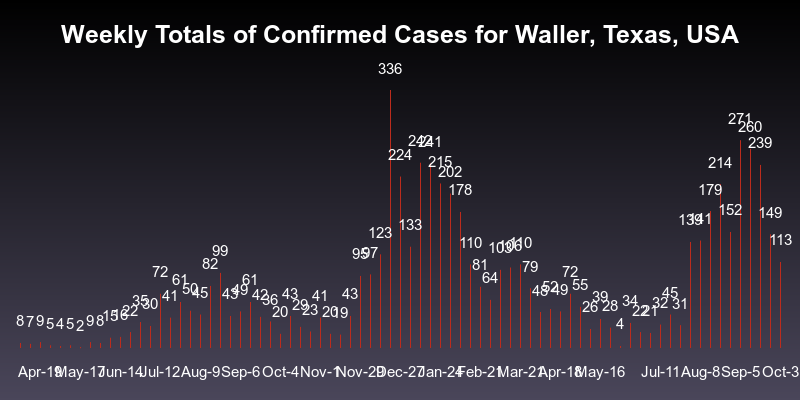 Weekly Totals of Confirmed Cases for Waller, Texas, USA
8 7 9 5 4 5 2 9 8 15 16 22 35 30 72 41 61 50 45 82 99 43 49 61 42 36 20 43 29 23 41 20 19 43 95 97 123 336 224 133 242 241 215 202 178 110 81 64 103 106 110 79 48 52 49 72 55 26 39 28 4 34 22 21 32 45 31 139 141 179 214 152 271 260 239 149 113
Apr-19 May-17 Jun-14 Jul-12 Aug-9 Sep-6 Oct-4 Nov-1 Nov-29 Dec-27 Jan-24 Feb-21 Mar-21 Apr-18 May-16 Jul-11 Aug-8 Sep-5 Oct-3